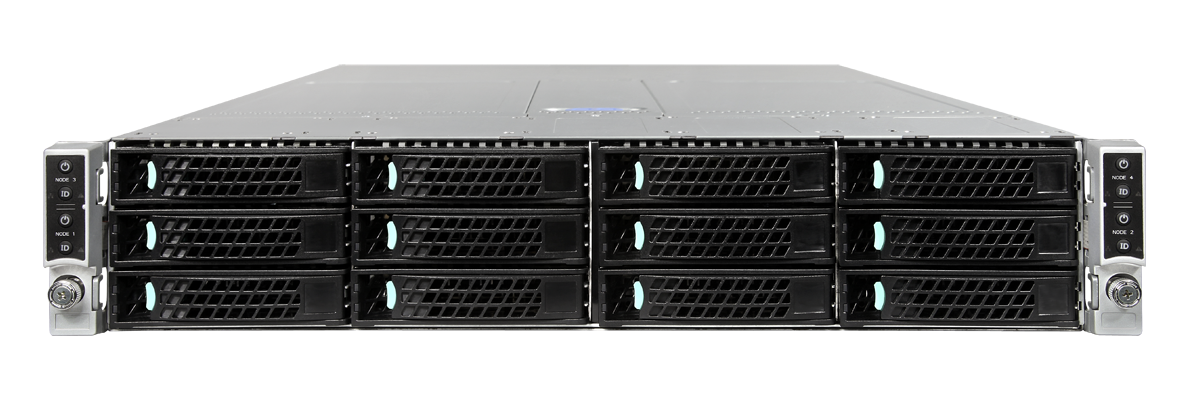 NODE 3
ID
NODE 1
ID
NODE 4
ID
NODE 2
ID